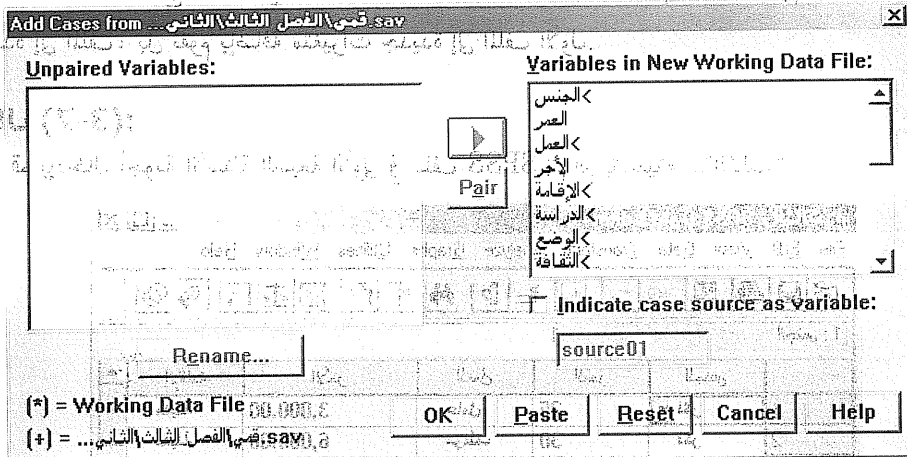 Add Cases from ...قمي\الفصل الثالث\الثاني.sav
Unpaired Variables:
Variables in New Working Data File:
>الجنس
العمر
>العمل
الأجر
>الإقامة
>الدراسة
>الوضع
>الثقافة
Pair
Indicate case source as variable:
source01
Rename...
(*) = Working Data File
OK
Paste
Reset
Cancel
Help
(+) = ...قمي\الفصل الثالث\الثاني.sav